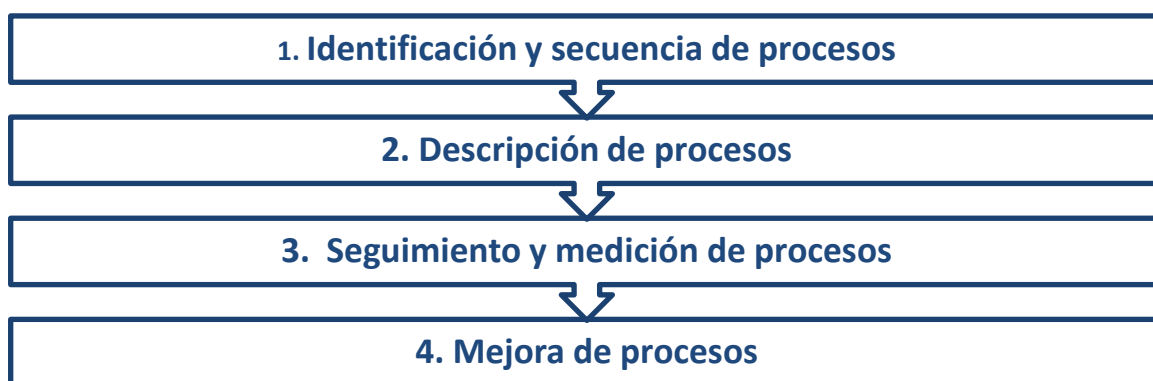 1. Identificación y secuencia de procesos
2. Descripción de procesos
3. Seguimiento y medición de procesos
4. Mejora de procesos